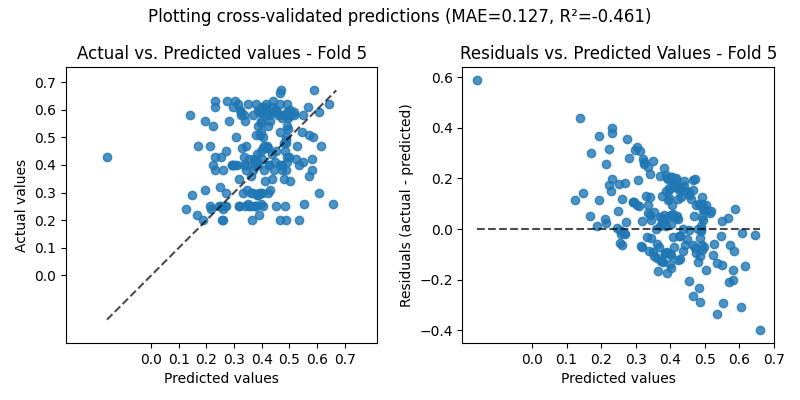 Plotting cross-validated predictions (MAE=0.127, R²=-0.461)
Actual vs. Predicted values - Fold 5
Actual values
0.7
0.6
0.5
0.4
0.3
0.2
0.1
0.0
0.0 0.1 0.2 0.3 0.4 0.5 0.6 0.7
Predicted values
Residuals vs. Predicted Values - Fold 5
Residuals (actual - predicted)
0.6
0.4
0.2
0.0
−0.2
−0.4
0.0 0.1 0.2 0.3 0.4 0.5 0.6 0.7
Predicted values